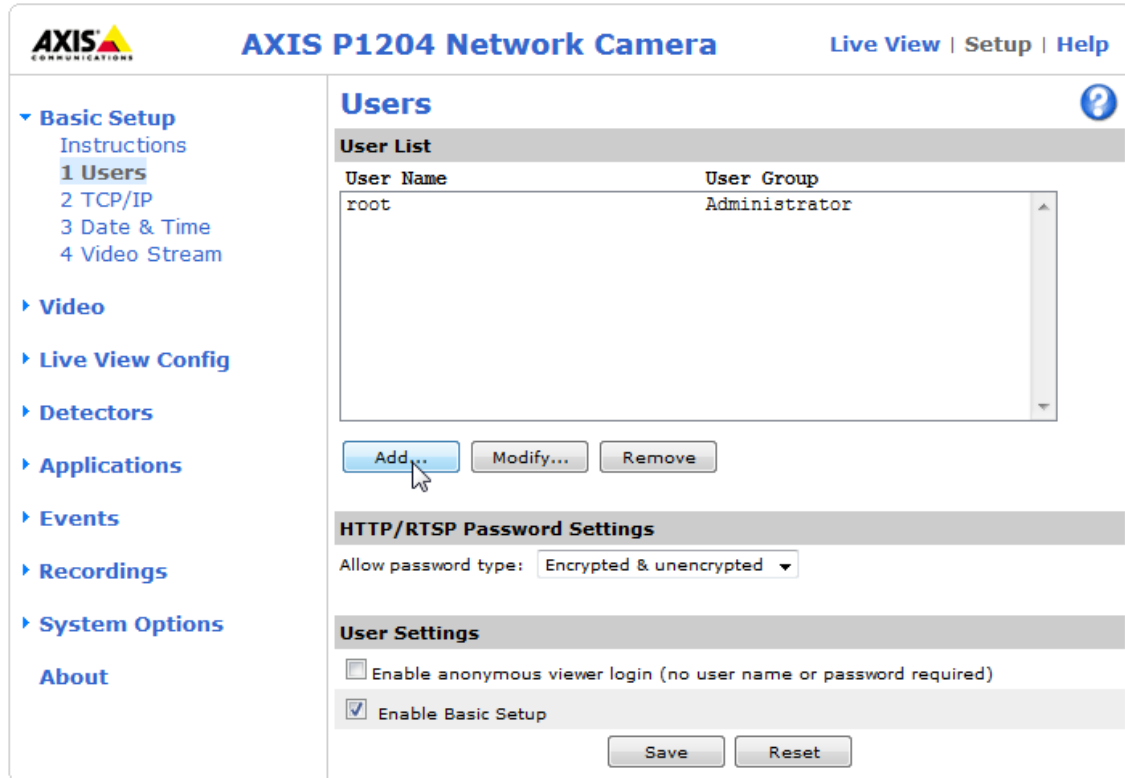 AXIS
COMMUNICATIONS
AXIS P1204 Network Camera
Live View | Setup | Help
Basic Setup
Instructions
1 Users
2 TCP/IP
3 Date & Time
4 Video Stream
Video
Live View Config
Detectors
Applications
Events
Recordings
System Options
About
Users
?
User List
User Name User Group
root Administrator
Add... Modify... Remove
HTTP/RTSP Password Settings
Allow password type: Encrypted & unencrypted
User Settings
Enable anonymous viewer login (no user name or password required)
Enable Basic Setup
Save Reset